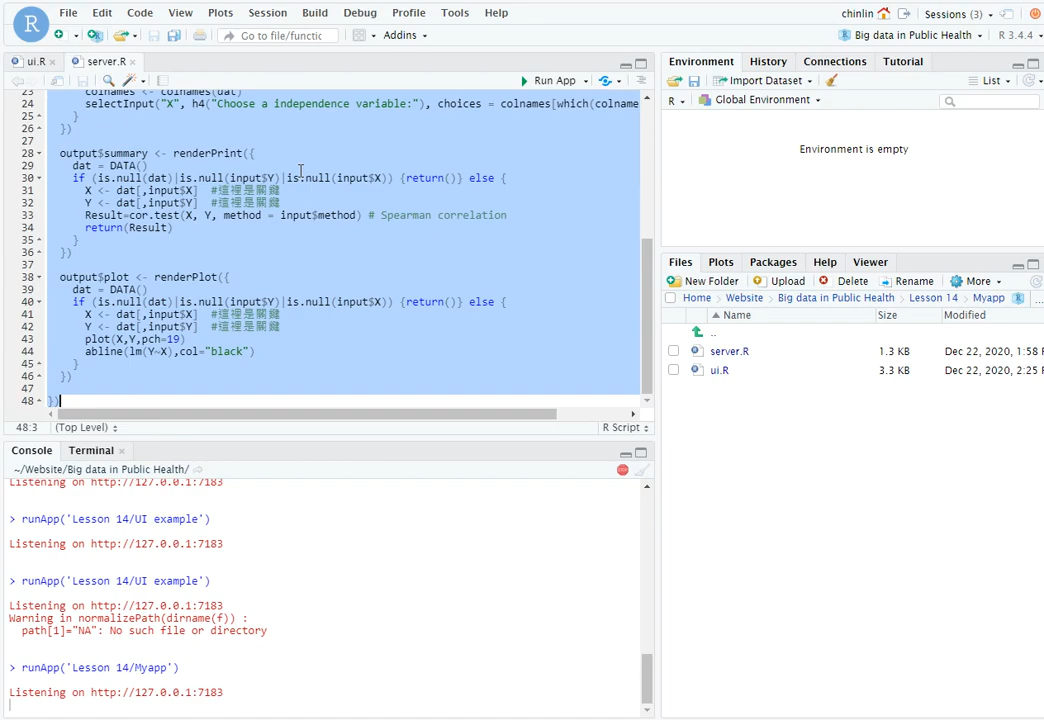 File Edit Code View Plots Session Build Debug Profile Tools Help
chinlin Sessions (3)
R
Go to file/functic Addins
Big data in Public Health R 3.4.4
ui.R server.R
Run App
23 colnames <- colnames(dat)
24 selectInput("X", h4("Choose a independence variable:"), choices = colnames[which(colname
25 }
26 })
27
28 output$summary <- renderPrint({
29 dat = DATA()
30 if (is.null(dat)|is.null(input$Y)|is.null(input$X)) {return()} else {
31 X <- dat[,input$X] #這裡是關鍵
32 Y <- dat[,input$Y] #這裡是關鍵
33 Result=cor.test(X, Y, method = input$method) # Spearman correlation
34 return(Result)
35 }
36 })
37
38 output$plot <- renderPlot({
39 dat = DATA()
40 if (is.null(dat)|is.null(input$Y)|is.null(input$X)) {return()} else {
41 X <- dat[,input$X] #這裡是關鍵
42 Y <- dat[,input$Y] #這裡是關鍵
43 plot(X,Y,pch=19)
44 abline(lm(Y~X),col="black")
45 }
46 })
47
48 })
48:3 (Top Level) R Script
Console Terminal
~/Website/Big data in Public Health/
Listening on http://127.0.0.1:7183
> runApp('Lesson 14/UI example')
Listening on http://127.0.0.1:7183
> runApp('Lesson 14/UI example')
Listening on http://127.0.0.1:7183
Warning in normalizePath(dirname(f)) :
path[1]="NA": No such file or directory
> runApp('Lesson 14/Myapp')
Listening on http://127.0.0.1:7183
Environment History Connections Tutorial
Import Dataset List
R Global Environment
Environment is empty
Files Plots Packages Help Viewer
New Folder Upload Delete Rename More
Home Website Big data in Public Health Lesson 14 Myapp R ...
Name Size Modified
..
server.R 1.3 KB Dec 22, 2020, 1:58 P
ui.R 3.3 KB Dec 22, 2020, 2:25 P